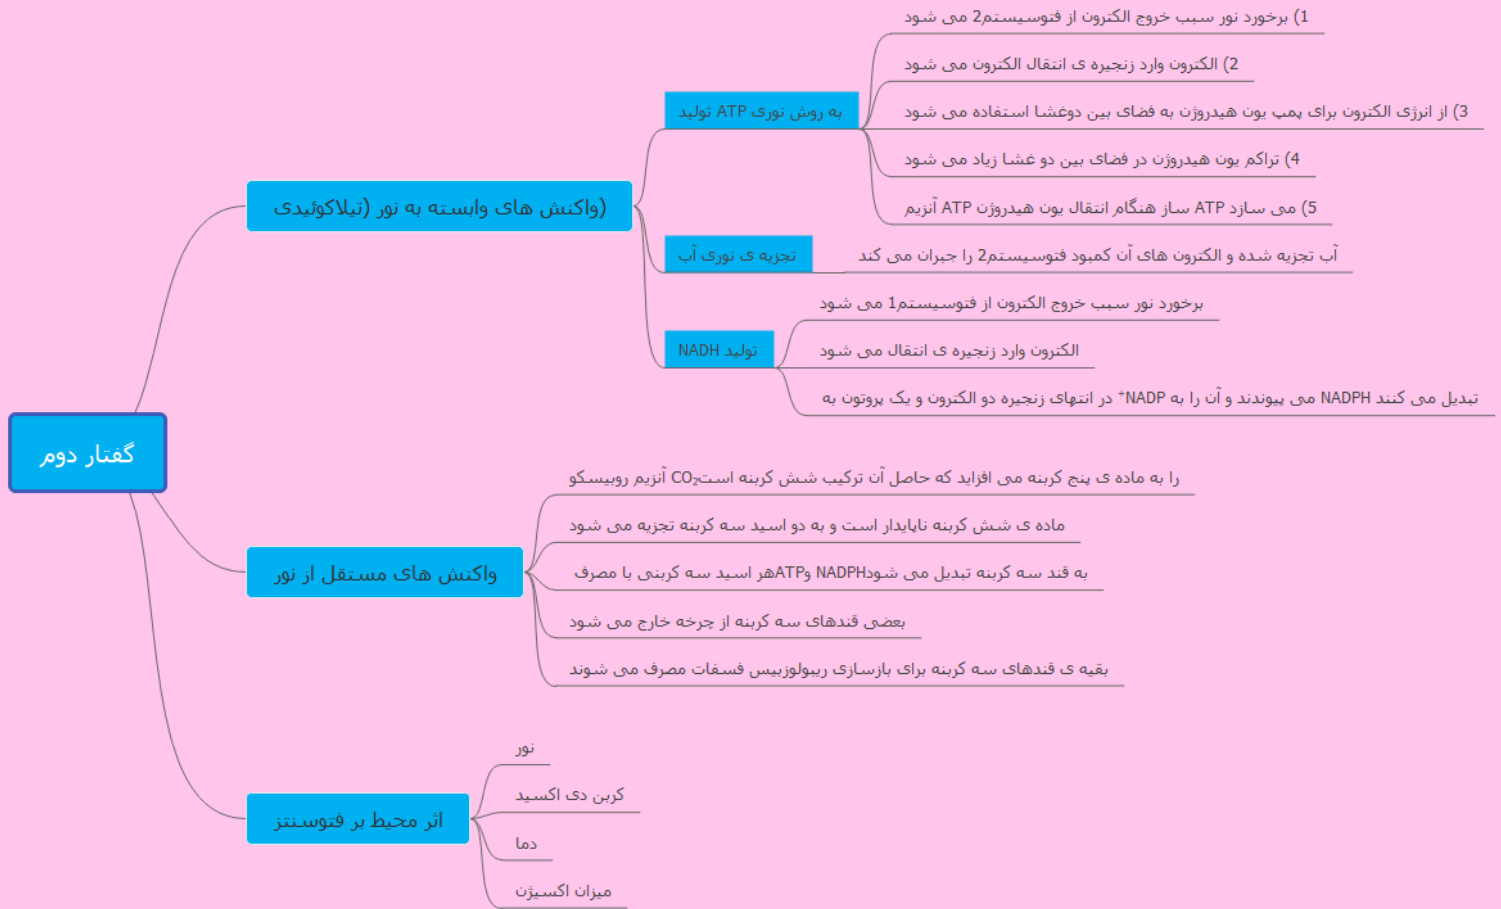 گفتار دوم
واکنش های وابسته به نور (تیلاکوئیدی)
تولید ATP به روش نوری
1) برخورد نور سبب خروج الکترون از فتوسیستم2 می شود
2) الکترون وارد زنجیره ی انتقال الکترون می شود
3) از انرژی الکترون برای پمپ یون هیدروژن به فضای بین دوغشا استفاده می شود
4) تراکم یون هیدروژن در فضای بین دو غشا زیاد می شود
5) آنزیم ATP ساز هنگام انتقال یون هیدروژن ATP می سازد
تجزیه ی نوری آب
آب تجزیه شده و الکترون های آن کمبود فتوسیستم2 را جبران می کند
تولید NADH
برخورد نور سبب خروج الکترون از فتوسیستم1 می شود
الکترون وارد زنجیره ی انتقال می شود
در انتهای زنجیره دو الکترون و یک پروتون به NADP⁺ می پیوندند و آن را به NADPH تبدیل می کنند
واکنش های مستقل از نور
آنزیم روبیسکو CO₂ را به ماده ی پنج کربنه می افزاید که حاصل آن ترکیب شش کربنه است
ماده ی شش کربنه ناپایدار است و به دو اسید سه کربنه تجزیه می شود
هر اسید سه کربنی با مصرف ATP و NADPH به قند سه کربنه تبدیل می شود
بعضی قندهای سه کربنه از چرخه خارج می شود
بقیه ی قندهای سه کربنه برای بازسازی ریبولوزبیس فسفات مصرف می شوند
اثر محیط بر فتوسنتز
نور
کربن دی اکسید
دما
میزان اکسیژن